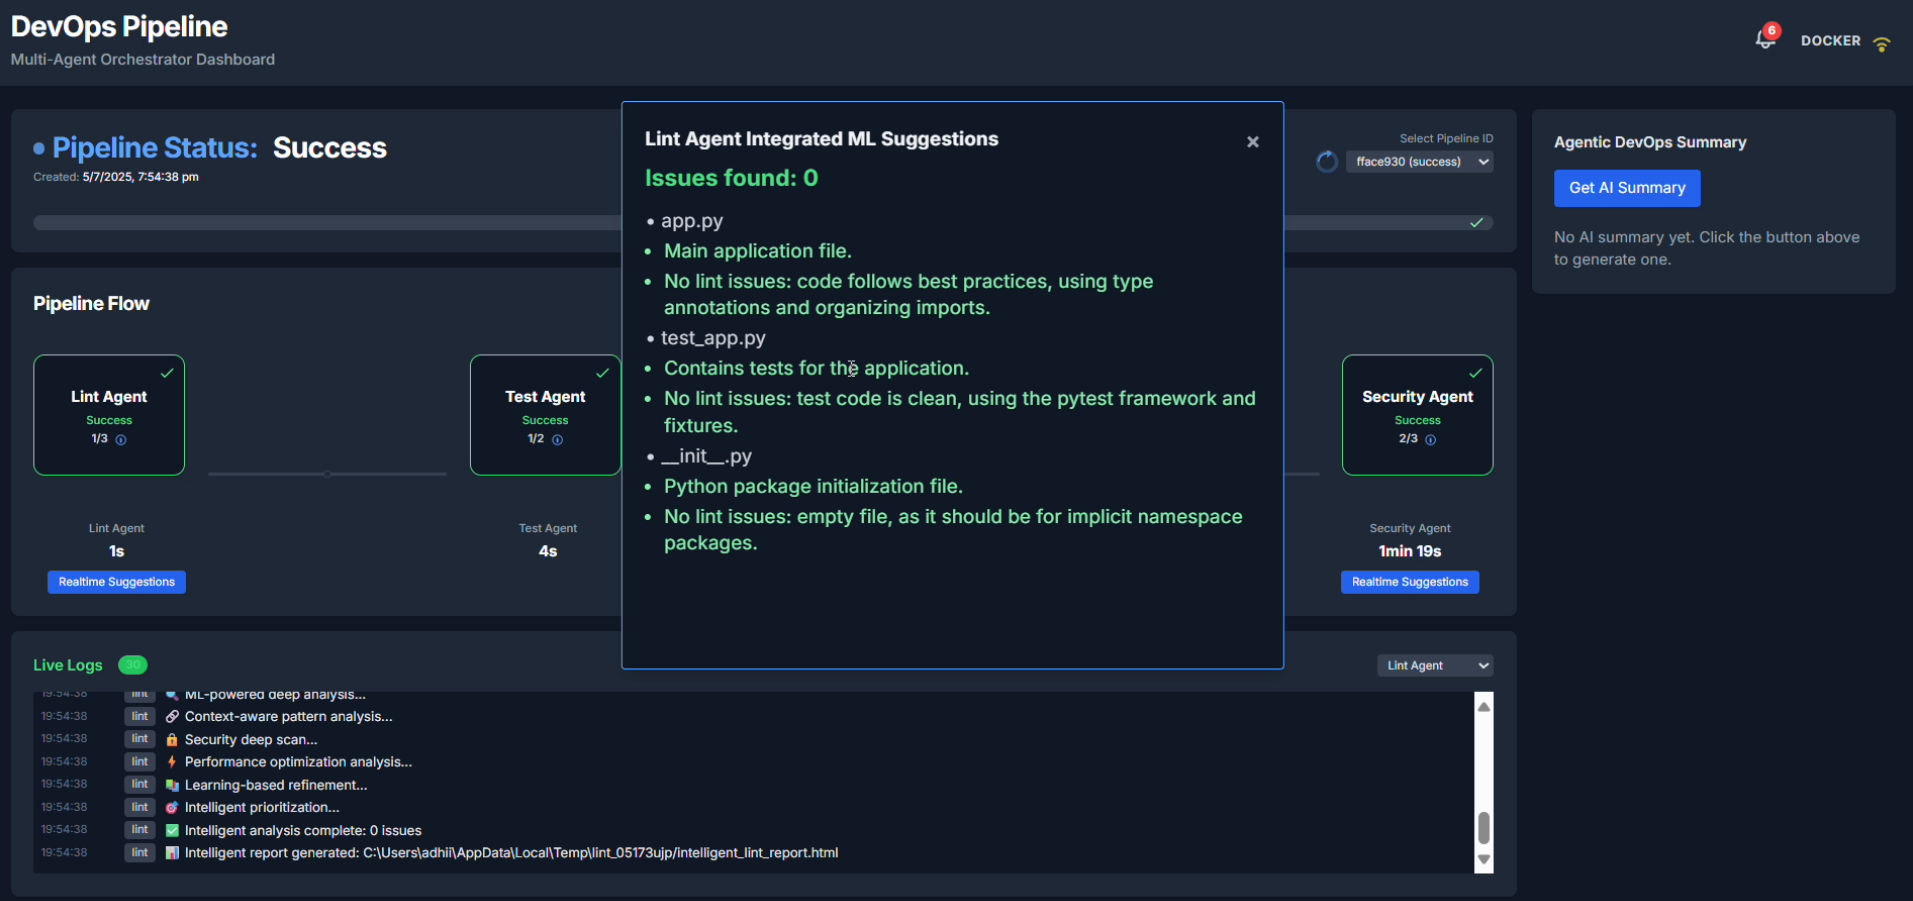 DevOps Pipeline
Multi-Agent Orchestrator Dashboard
6
DOCKER
• Pipeline Status: Success
Created: 5/7/2025, 7:54:38 pm
Select Pipeline ID
fface930 (success)
Lint Agent Integrated ML Suggestions
×
Issues found: 0
• app.py
• Main application file.
• No lint issues: code follows best practices, using type
annotations and organizing imports.
• test_app.py
• Contains tests for the application.
• No lint issues: test code is clean, using the pytest framework and
fixtures.
• __init__.py
• Python package initialization file.
• No lint issues: empty file, as it should be for implicit namespace
packages.
Agentic DevOps Summary
Get AI Summary
No AI summary yet. Click the button above
to generate one.
Pipeline Flow
Lint Agent
Success
1/3
Test Agent
Success
1/2
Security Agent
Success
2/3
Lint Agent
1s
Realtime Suggestions
Test Agent
4s
Security Agent
1min 19s
Realtime Suggestions
Live Logs 30
Lint Agent
19:54:38 lint ML-powered deep analysis...
19:54:38 lint Context-aware pattern analysis...
19:54:38 lint Security deep scan...
19:54:38 lint Performance optimization analysis...
19:54:38 lint Learning-based refinement...
19:54:38 lint Intelligent prioritization...
19:54:38 lint Intelligent analysis complete: 0 issues
19:54:38 lint Intelligent report generated: C:\Users\adhii\AppData\Local\Temp\lint_05173ujp/intelligent_lint_report.html